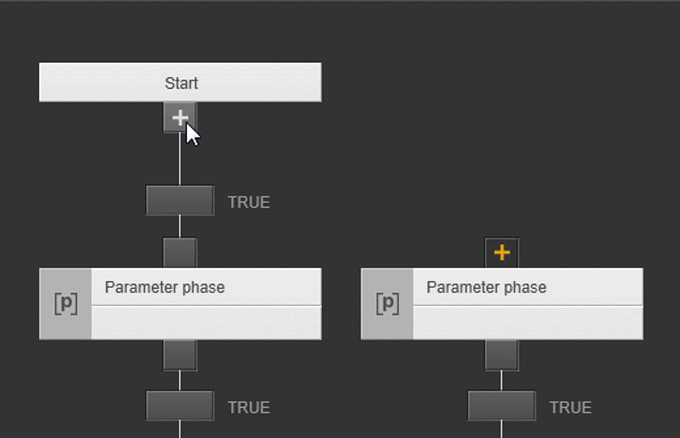 Start
TRUE
[p] Parameter phase
[p] Parameter phase
TRUE
TRUE